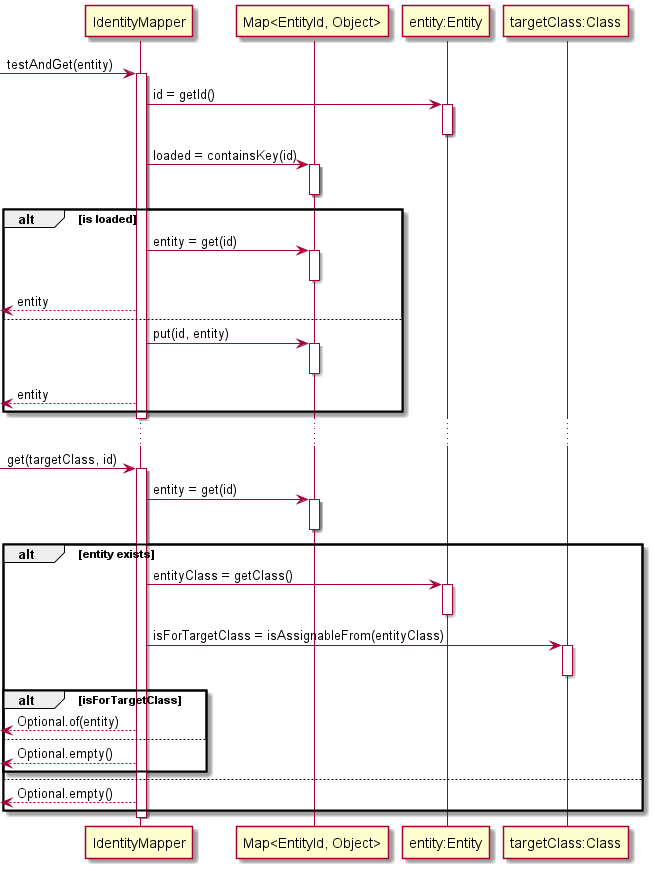 IdentityMapper
Map<EntityId, Object>
entity:Entity
targetClass:Class
testAndGet(entity)
id = getId()
loaded = containsKey(id)
alt [is loaded]
entity = get(id)
entity
put(id, entity)
entity
get(targetClass, id)
entity = get(id)
alt [entity exists]
entityClass = getClass()
isForTargetClass = isAssignableFrom(entityClass)
alt [isForTargetClass]
Optional.of(entity)
Optional.empty()
Optional.empty()
IdentityMapper
Map<EntityId, Object>
entity:Entity
targetClass:Class